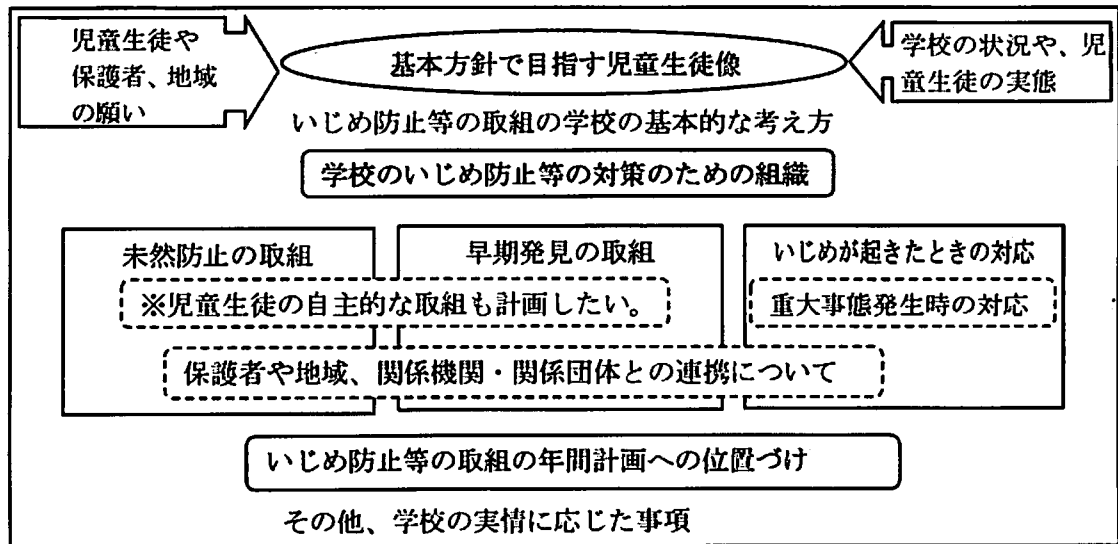 児童生徒や
保護者、地域
の願い
基本方針で目指す児童生徒像
学校の状況や、児
童生徒の実態
いじめ防止等の取組の学校の基本的な考え方
学校のいじめ防止等の対策のための組織
未然防止の取組
早期発見の取組
いじめが起きたときの対応
※児童生徒の自主的な取組も計画したい。
重大事態発生時の対応
保護者や地域、関係機関・関係団体との連携について
いじめ防止等の取組の年間計画への位置づけ
その他、学校の実情に応じた事項